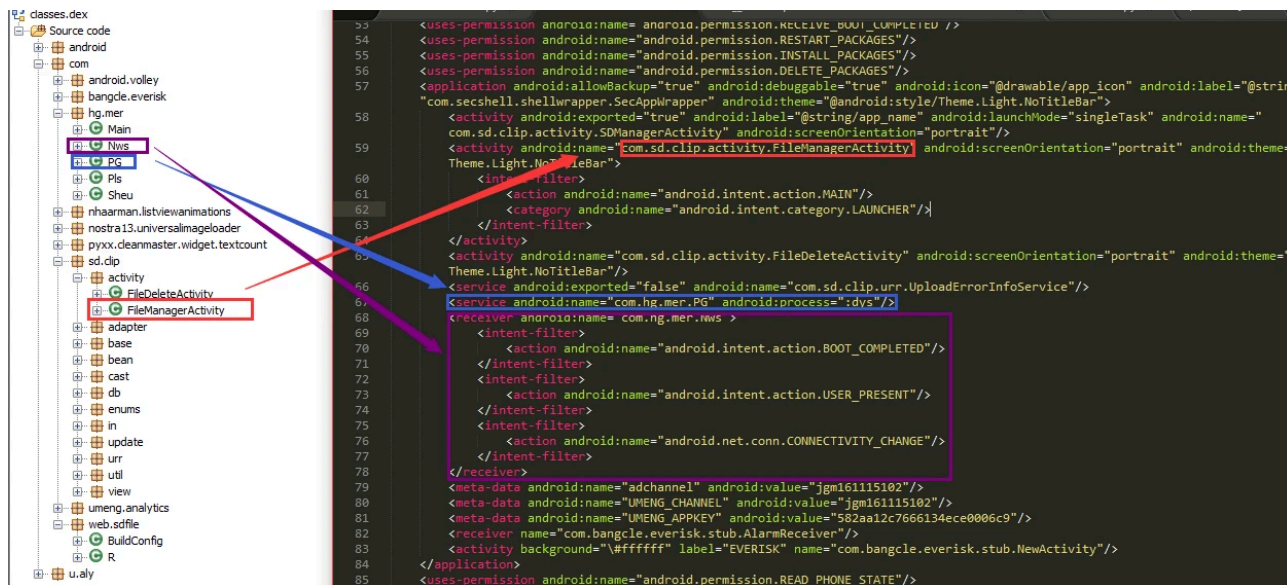 classes.dex
Source code
android
com
android.volley
bangcle.everisk
hg.mer
Main
Nws
PG
Pls
Sheu
nhaarman.listviewanimations
nostra13.universalimageloader
pyxx.cleanmaster.widget.textcount
sd.clip
activity
FileDeleteActivity
FileManagerActivity
adapter
base
bean
cast
db
enums
in
update
urr
util
view
umeng.analytics
web.sdfile
BuildConfig
R
u.aly
53 <uses-permission android:name="android.permission.RECEIVE_BOOT_COMPLETED"/>
54 <uses-permission android:name="android.permission.RESTART_PACKAGES"/>
55 <uses-permission android:name="android.permission.INSTALL_PACKAGES"/>
56 <uses-permission android:name="android.permission.DELETE_PACKAGES"/>
57 <application android:allowBackup="true" android:debuggable="true" android:icon="@drawable/app_icon" android:label="@strin
"com.secshell.shellwrapper.SecAppWrapper" android:theme="@android:style/Theme.Light.NoTitleBar">
58 <activity android:exported="true" android:label="@string/app_name" android:launchMode="singleTask" android:name="
com.sd.clip.activity.SDManagerActivity" android:screenOrientation="portrait"/>
59 <activity android:name="com.sd.clip.activity.FileManagerActivity" android:screenOrientation="portrait" android:theme=
Theme.Light.NoTitleBar">
60 <intent-filter>
61 <action android:name="android.intent.action.MAIN"/>
62 <category android:name="android.intent.category.LAUNCHER"/>
63 </intent-filter>
64 </activity>
65 <activity android:name="com.sd.clip.activity.FileDeleteActivity" android:screenOrientation="portrait" android:theme="
Theme.Light.NoTitleBar"/>
66 <service android:exported="false" android:name="com.sd.clip.urr.UploadErrorInfoService"/>
67 <service android:name="com.hg.mer.PG" android:process=":dys"/>
68 <receiver android:name="com.hg.mer.Nws">
69 <intent-filter>
70 <action android:name="android.intent.action.BOOT_COMPLETED"/>
71 </intent-filter>
72 <intent-filter>
73 <action android:name="android.intent.action.USER_PRESENT"/>
74 </intent-filter>
75 <intent-filter>
76 <action android:name="android.net.conn.CONNECTIVITY_CHANGE"/>
77 </intent-filter>
78 </receiver>
79 <meta-data android:name="adchannel" android:value="jgm161115102"/>
80 <meta-data android:name="UMENG_CHANNEL" android:value="jgm161115102"/>
81 <meta-data android:name="UMENG_APPKEY" android:value="582aa12c7666134ece0006c9"/>
82 <receiver name="com.bangcle.everisk.stub.AlarmReceiver"/>
83 <activity background="\#ffffff" label="EVERISK" name="com.bangcle.everisk.stub.NewActivity"/>
84 </application>
85 <uses-permission android:name="android.permission.READ_PHONE_STATE"/>